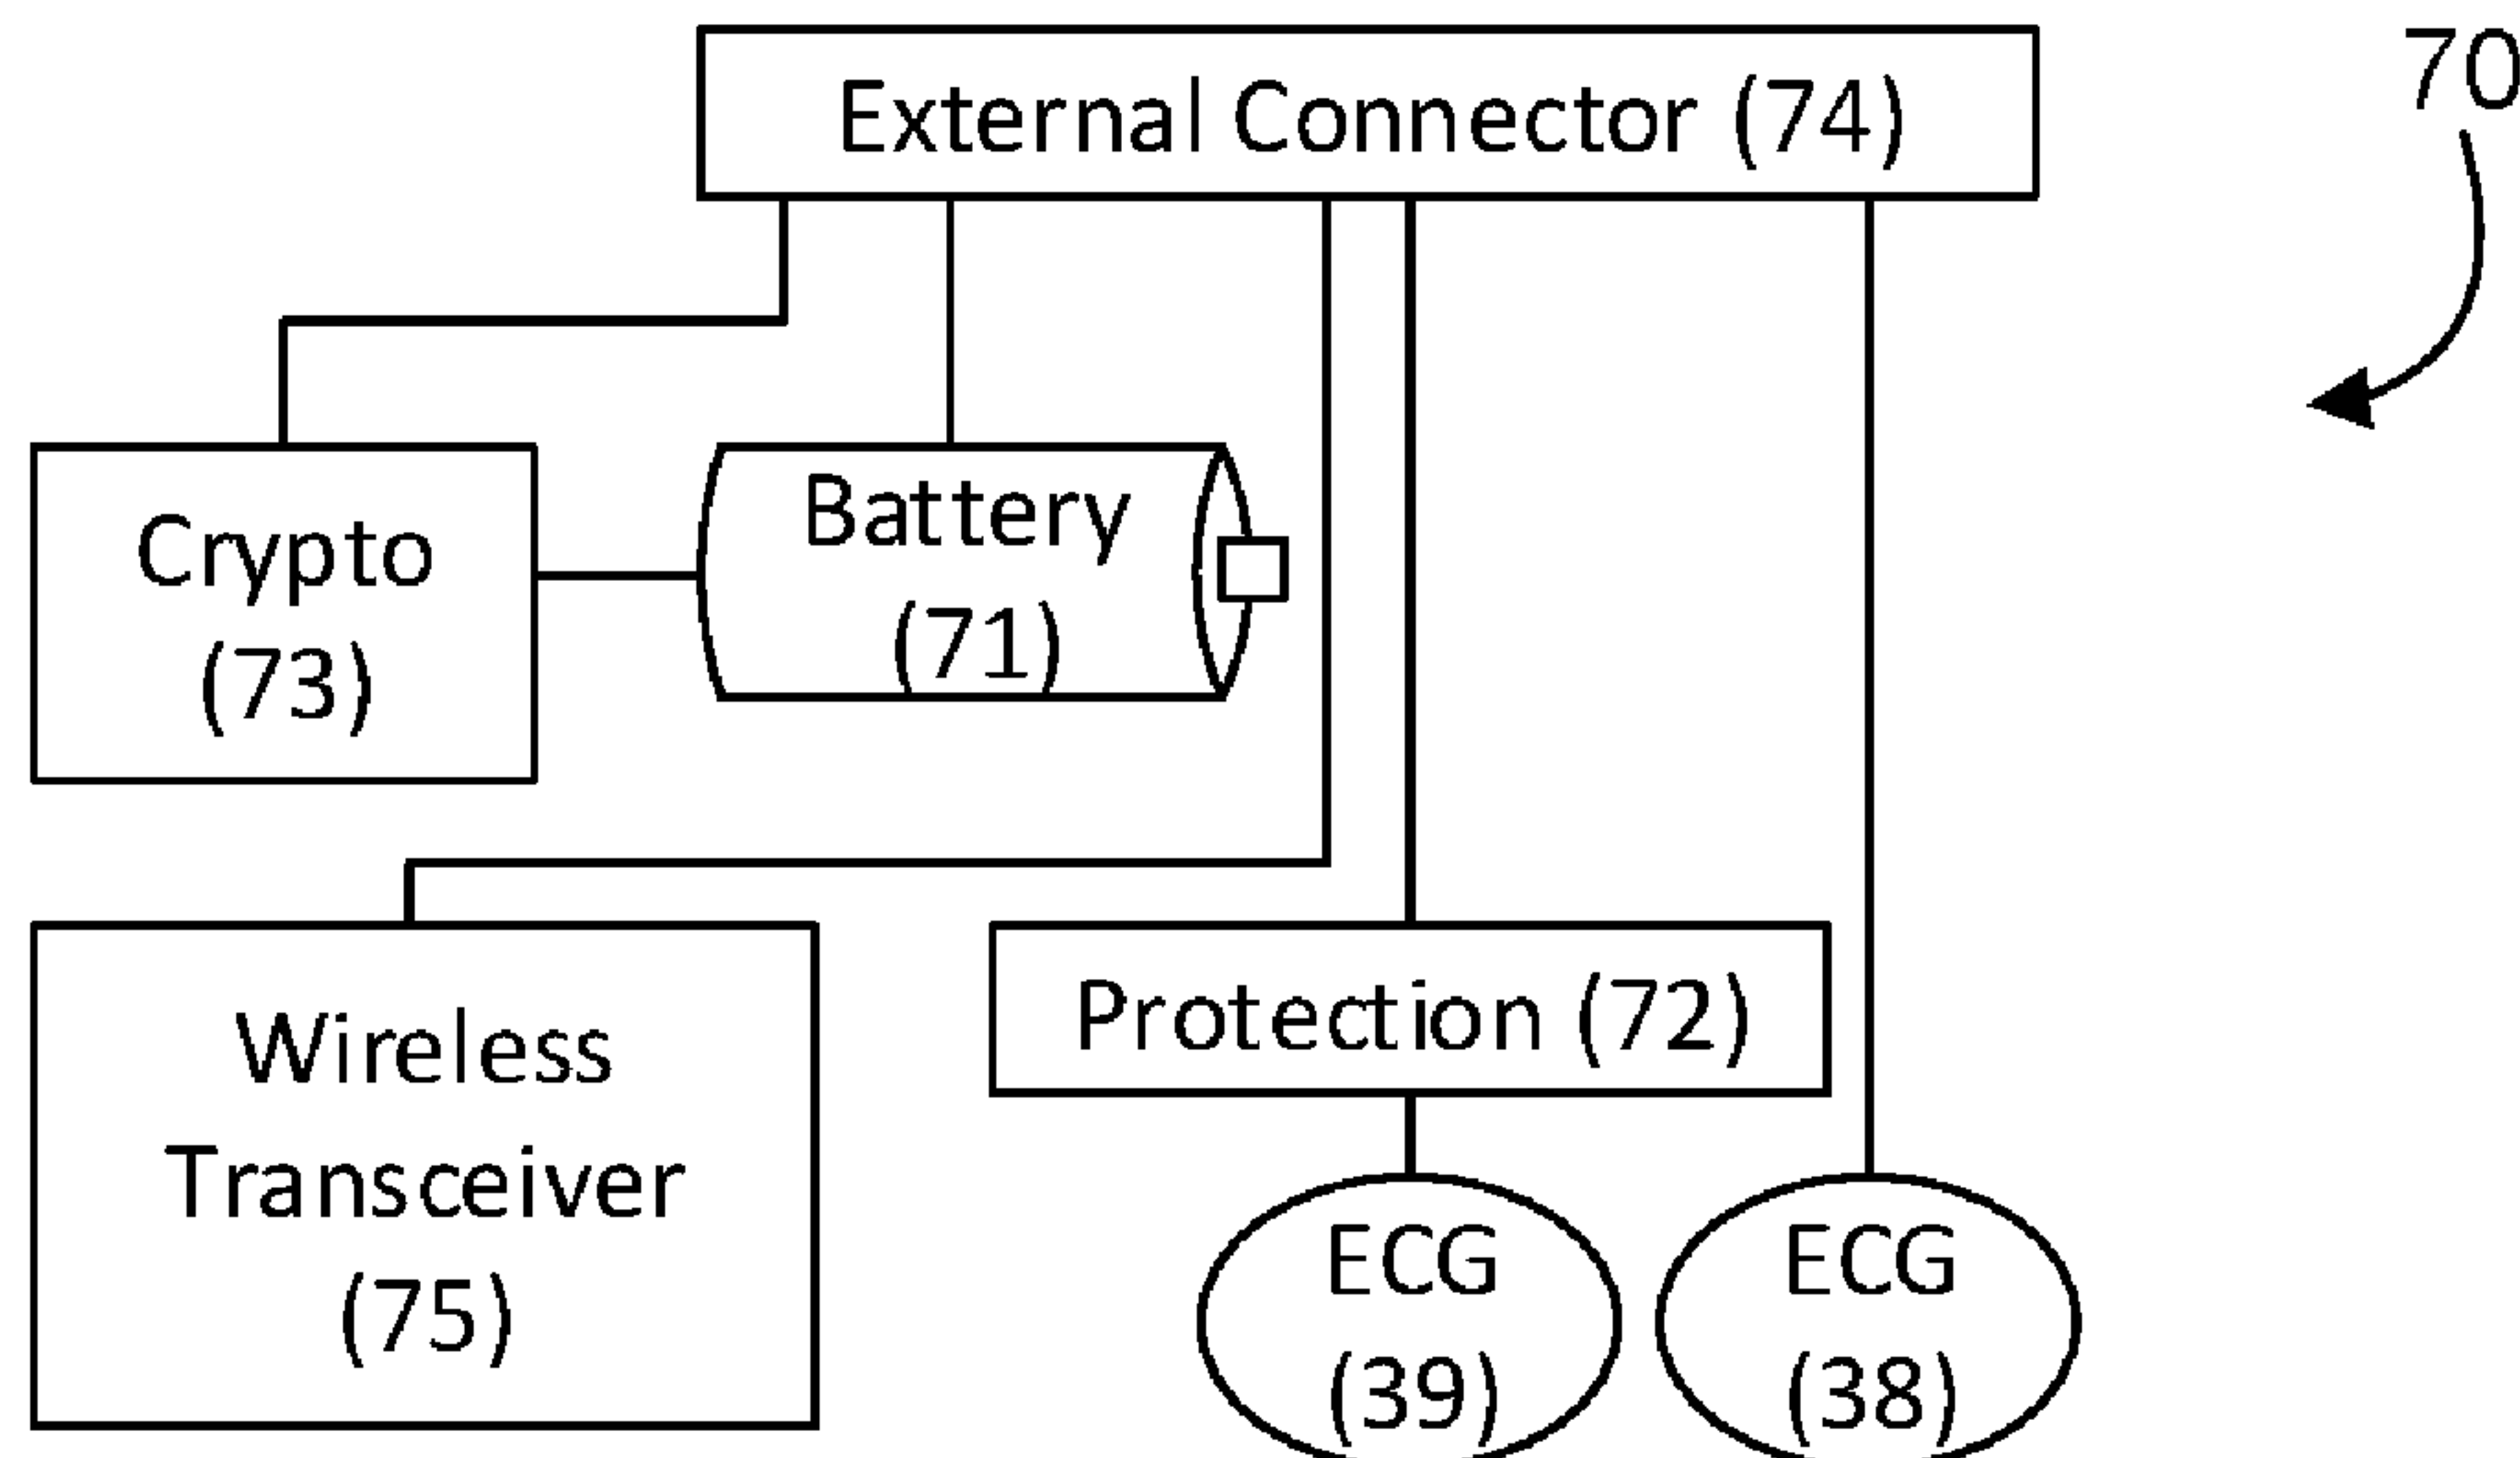 External Connector (74)
70
Crypto
(73)
Battery
(71)
Wireless
Transceiver
(75)
Protection (72)
ECG
(39)
ECG
(38)